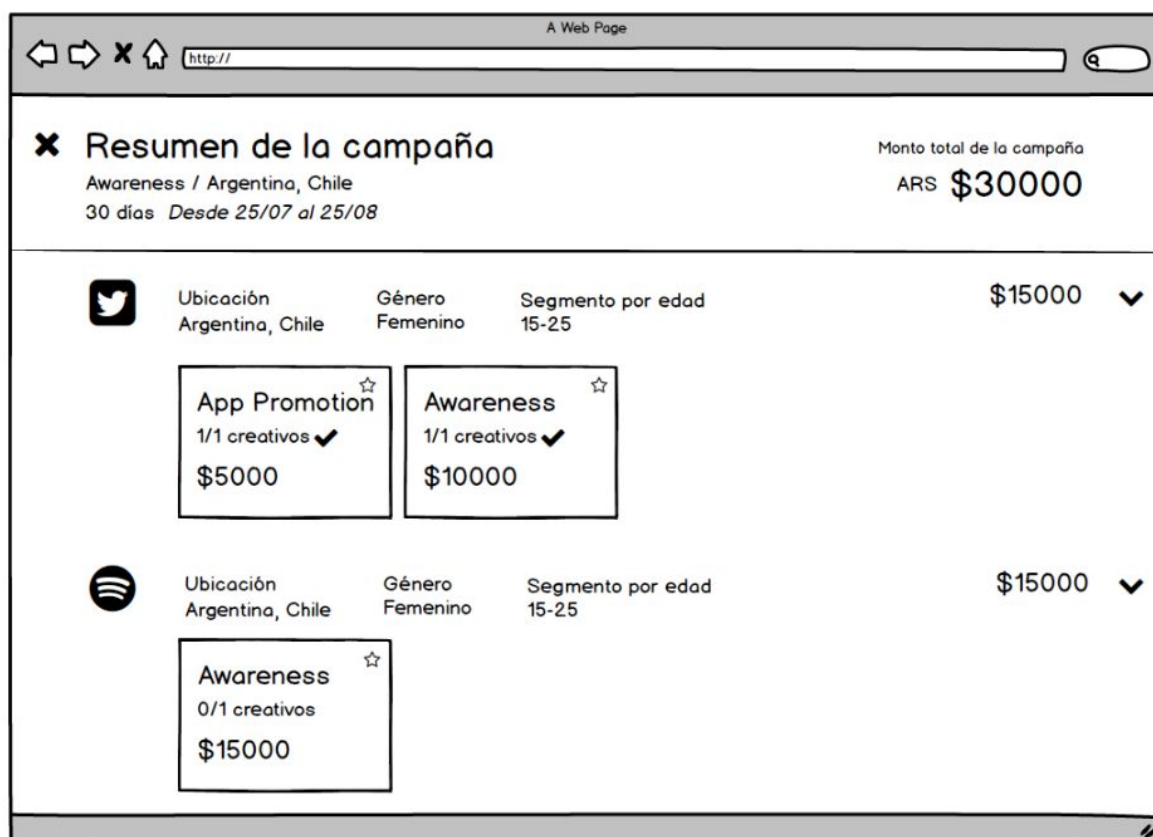 A Web Page
http://
Resumen de la campaña
Awareness / Argentina, Chile
30 días Desde 25/07 al 25/08
Monto total de la campaña
ARS $30000
Ubicación
Argentina, Chile
Género
Femenino
Segmento por edad
15-25
$15000
App Promotion
1/1 creativos
$5000
Awareness
1/1 creativos
$10000
Ubicación
Argentina, Chile
Género
Femenino
Segmento por edad
15-25
$15000
Awareness
0/1 creativos
$15000